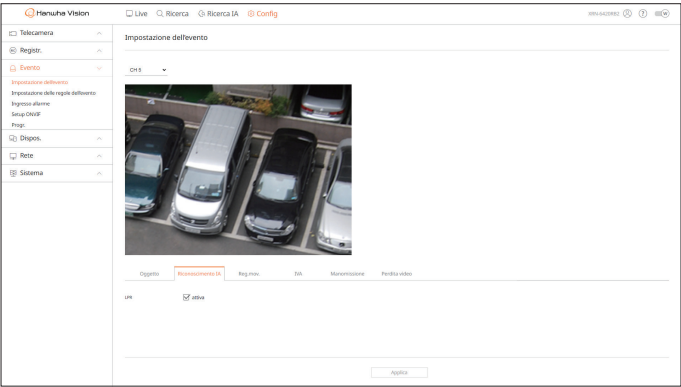 Hanwha Vision
Live Ricerca Ricerca IA Config
SRN-6420RB2
Telecamera
Registr.
Evento
Impostazione dell'evento
Impostazione delle regole dell'evento
Ingresso allarme
Setup ONVIF
Progr.
Dispos.
Rete
Sistema
Impostazione dell'evento
CH 5
Oggetto Riconoscimento IA Reg.mov. IVA Manomissione Perdita video
LPR attiva
Applica